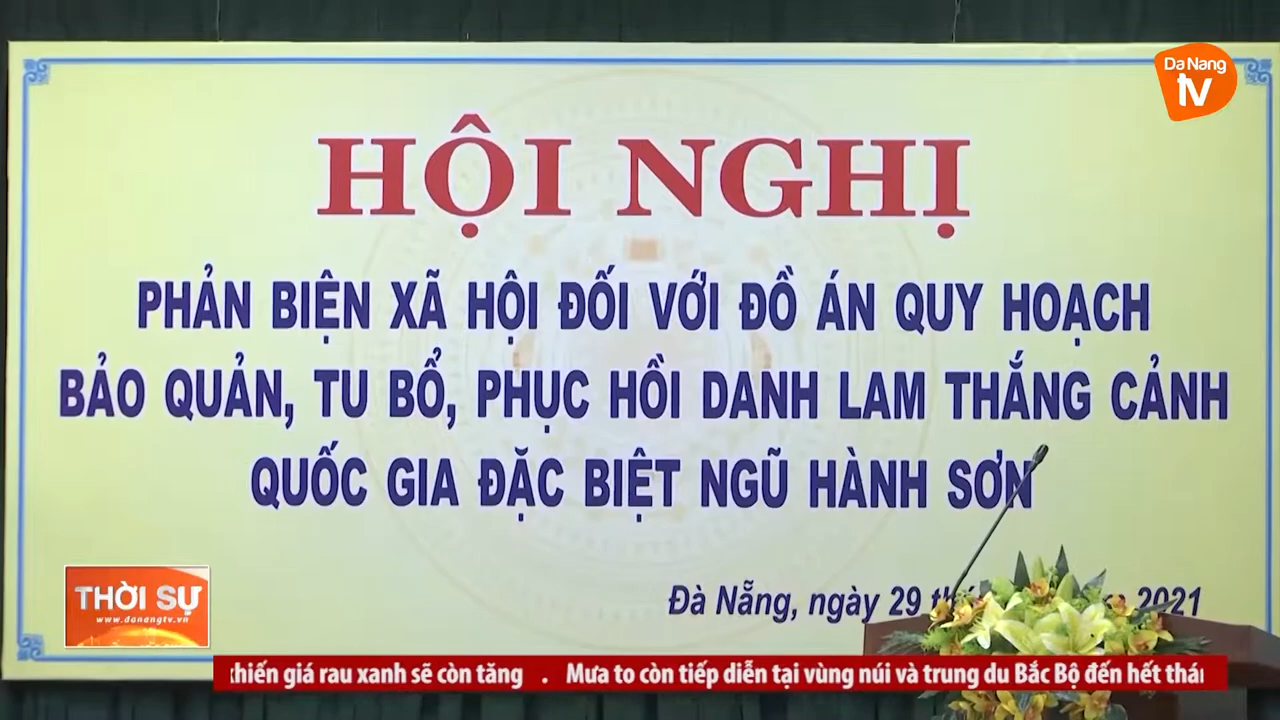 Da Nang
tv
HỘI NGHỊ
PHẢN BIỆN XÃ HỘI ĐỐI VỚI ĐỒ ÁN QUY HOẠCH
BẢO QUẢN, TU BỔ, PHỤC HỒI DANH LAM THẮNG CẢNH
QUỐC GIA ĐẶC BIỆT NGŨ HÀNH SƠN
Đà Nẵng, ngày 29 2021
THỜI SỰ
www.danangtv.vn
khiến giá rau xanh sẽ còn tăng . Mưa to còn tiếp diễn tại vùng núi và trung du Bắc Bộ đến hết